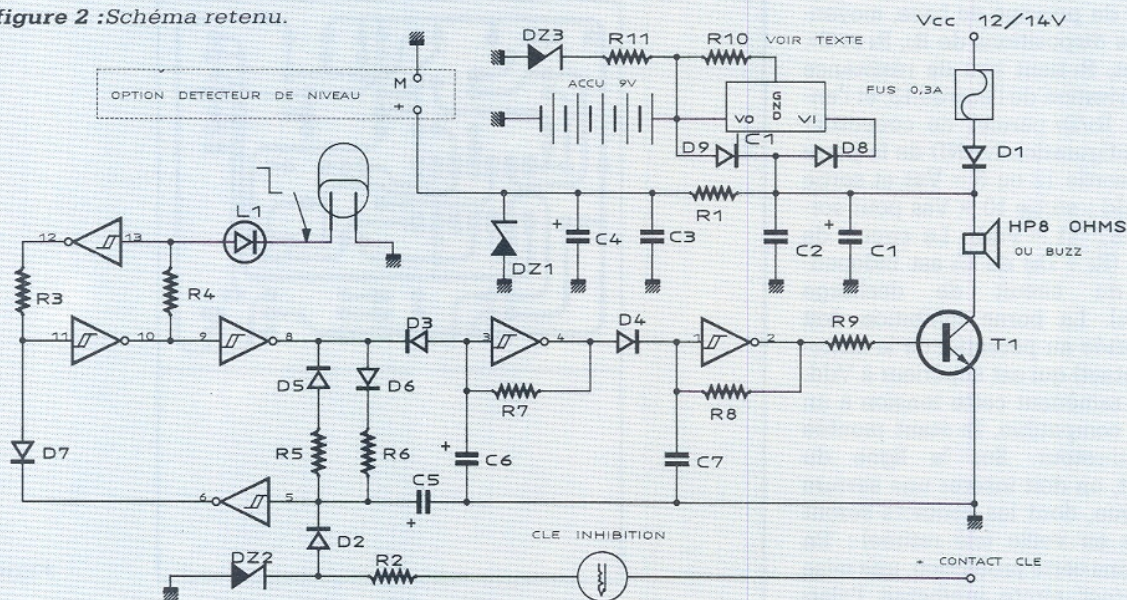 figure 2 :Schéma retenu.
Vcc 12/14V
DZ3
R11
R10
VOIR TEXTE
M
OPTION DETECTEUR DE NIVEAU
+
ACCU 9V
GND
VO
VI
FUS 0,3A
D9
C1
D8
D1
L1
R1
12
13
+
C4
C3
C2
+
C1
HP8 OHMS
OU BUZZ
DZ1
R3
R4
11
10
9
8
D3
3
4
D4
1
2
R9
T1
D5
D6
R7
R8
D7
R5
R6
+
C6
C7
C5
6
5
+
D2
CLE INHIBITION
DZ2
R2
+ CONTACT CLE